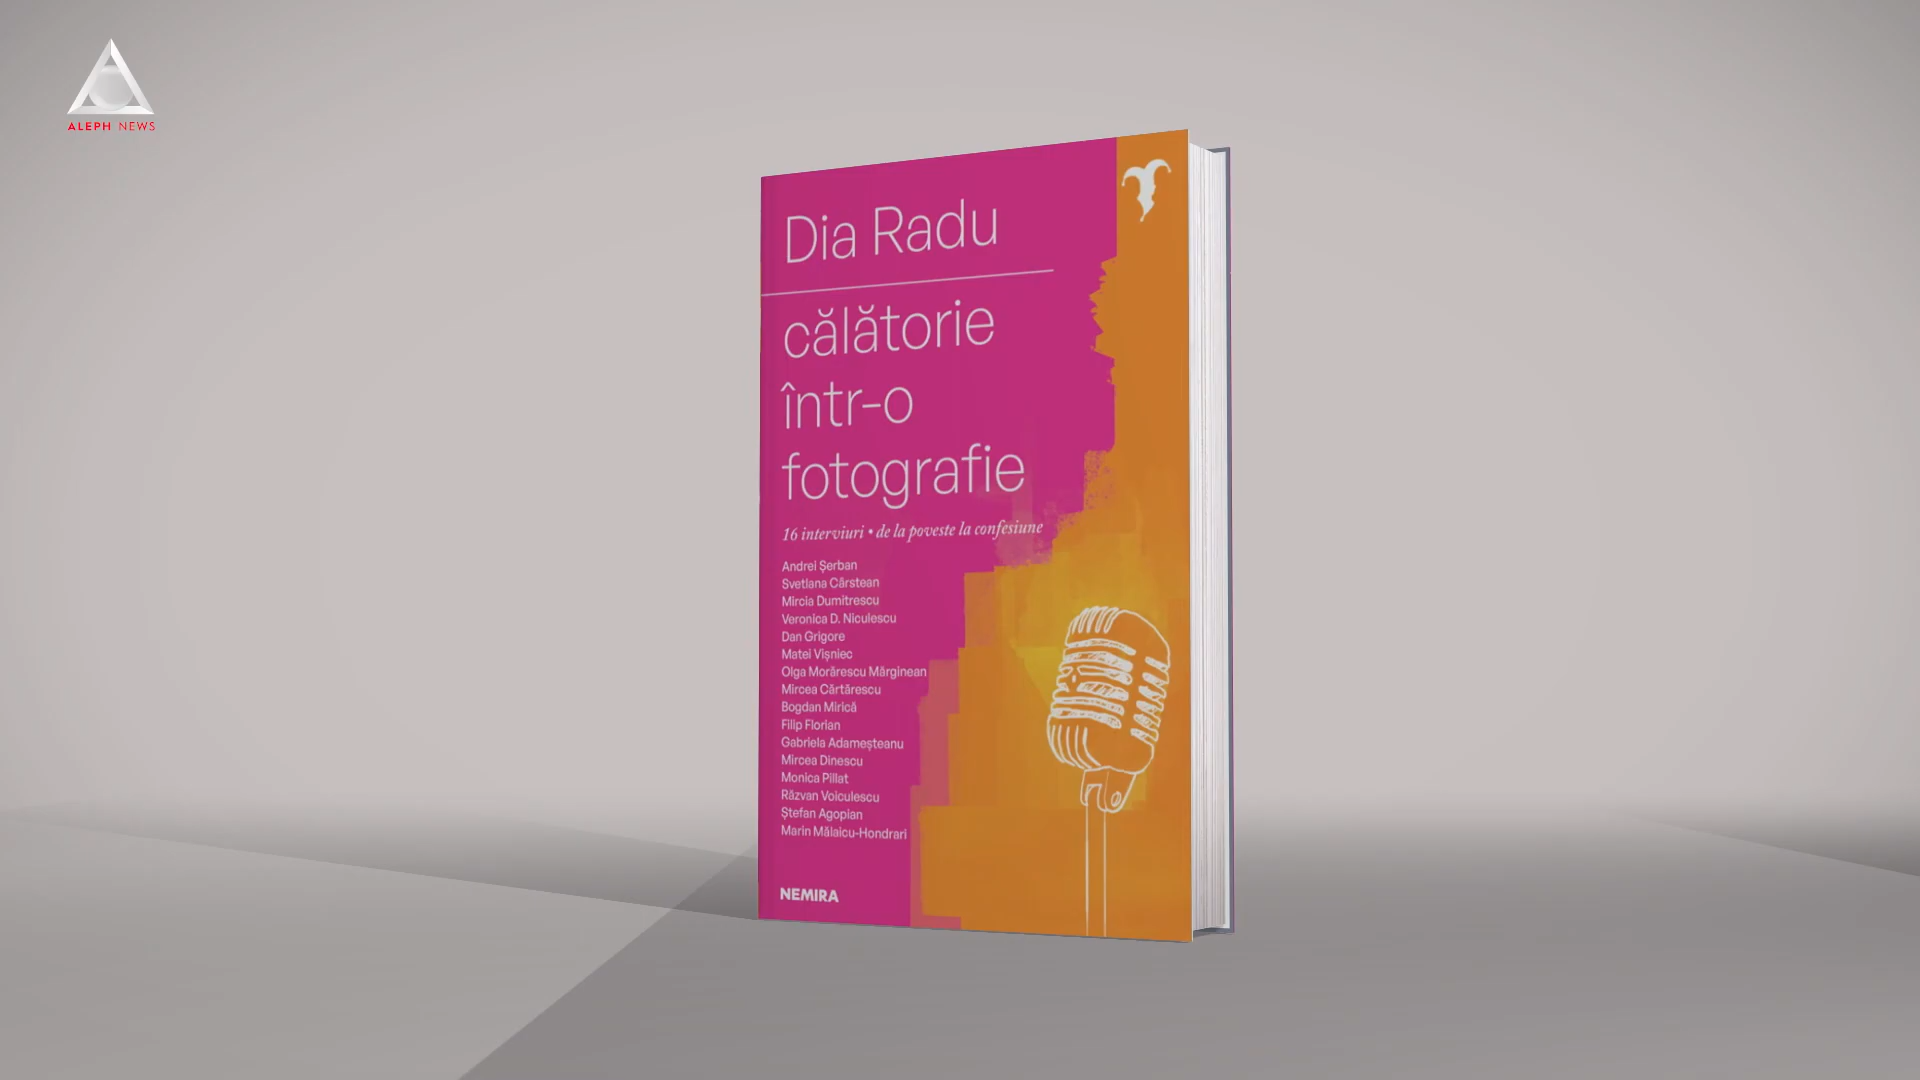 ALEPH NEWS
Dia Radu
călătorie
într-o
fotografie
16 interviuri • de la poveste la confesiune
Andrei Șerban
Svetlana Cârstean
Mircia Dumitrescu
Veronica D. Niculescu
Dan Grigore
Matei Vișniec
Olga Morărescu Mărginean
Mircea Cărtărescu
Bogdan Mirică
Filip Florian
Gabriela Adameșteanu
Mircea Dinescu
Monica Pillat
Răzvan Voiculescu
Ștefan Agopian
Marin Mălaicu-Hondrari
NEMIRA